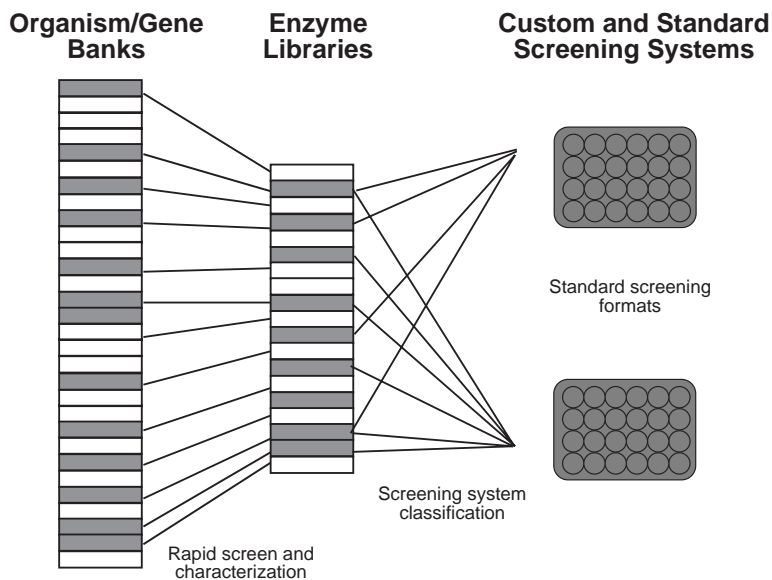 Organism/Gene
Banks
Enzyme
Libraries
Custom and Standard
Screening Systems
Standard screening
formats
Screening system
classification
Rapid screen and
characterization